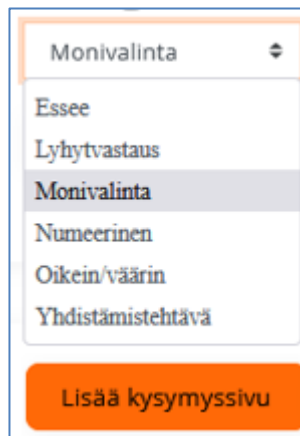 Monivalinta
Essee
Lyhytvastaus
Monivalinta
Numeerinen
Oikein/väärin
Yhdistämistehtävä
Lisää kysymyssivu